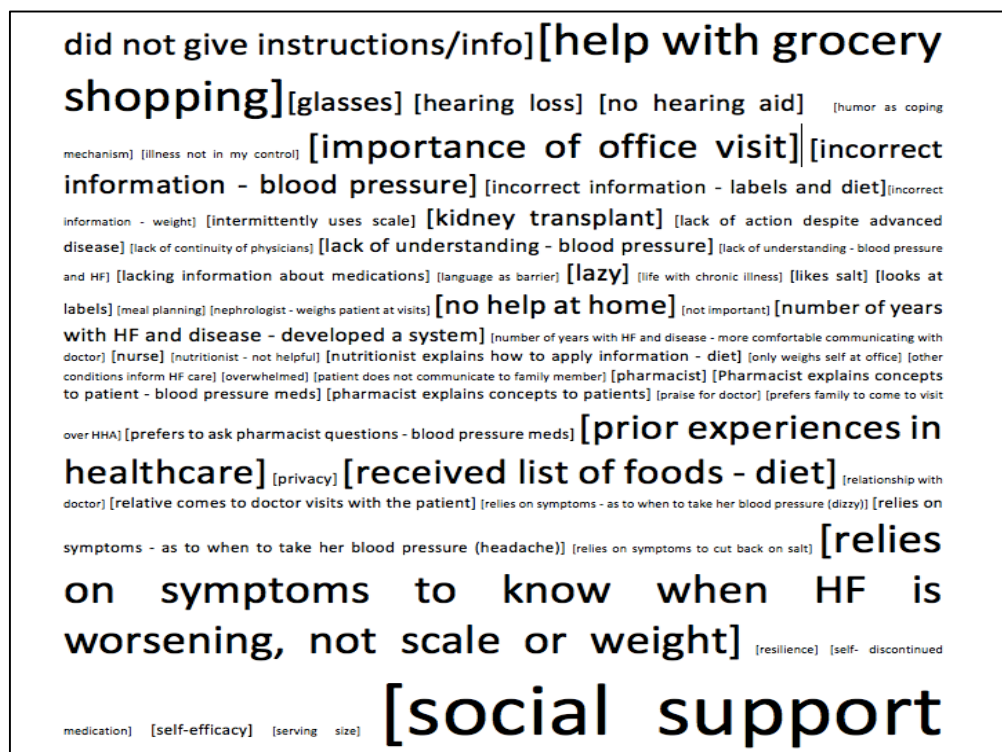 did not give instructions/info][help with grocery
shopping][glasses] [hearing loss] [no hearing aid] [humor as coping
mechanism] [illness not in my control] [importance of office visit] [incorrect
information - blood pressure] [incorrect information - labels and diet][incorrect
information - weight] [intermittently uses scale] [kidney transplant] [lack of action despite advanced
disease] [lack of continuity of physicians] [lack of understanding - blood pressure] [lack of understanding - blood pressure
and HF] [lacking information about medications] [language as barrier] [lazy] [life with chronic illness] [likes salt] [looks at
labels] [meal planning] [nephrologist - weighs patient at visits] [no help at home] [not important] [number of years
with HF and disease - developed a system] [number of years with HF and disease - more comfortable communicating with
doctor] [nurse] [nutritionist - not helpful] [nutritionist explains how to apply information - diet] [only weighs self at office] [other
conditions inform HF care] [overwhelmed] [patient does not communicate to family member] [pharmacist] [Pharmacist explains concepts
to patient - blood pressure meds] [pharmacist explains concepts to patients] [praise for doctor] [prefers family to come to visit
over HHA] [prefers to ask pharmacist questions - blood pressure meds] [prior experiences in
healthcare] [privacy] [received list of foods - diet] [relationship with
doctor] [relative comes to doctor visits with the patient] [relies on symptoms - as to when to take her blood pressure (dizzy)] [relies on
symptoms - as to when to take her blood pressure (headache)] [relies on symptoms to cut back on salt] [relies
on symptoms to know when HF is
worsening, not scale or weight] [resilience] [self- discontinued
medication] [self-efficacy] [serving size] [social support